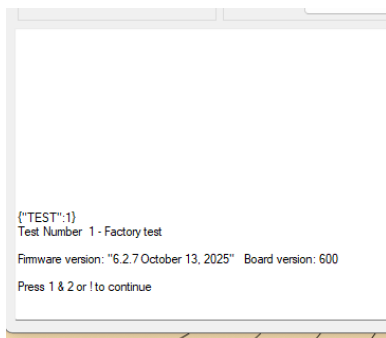 {"TEST":1}
Test Number  1 - Factory test
Firmware version: "6.2.7 October 13, 2025"   Board version: 600
Press 1 & 2 or ! to continue